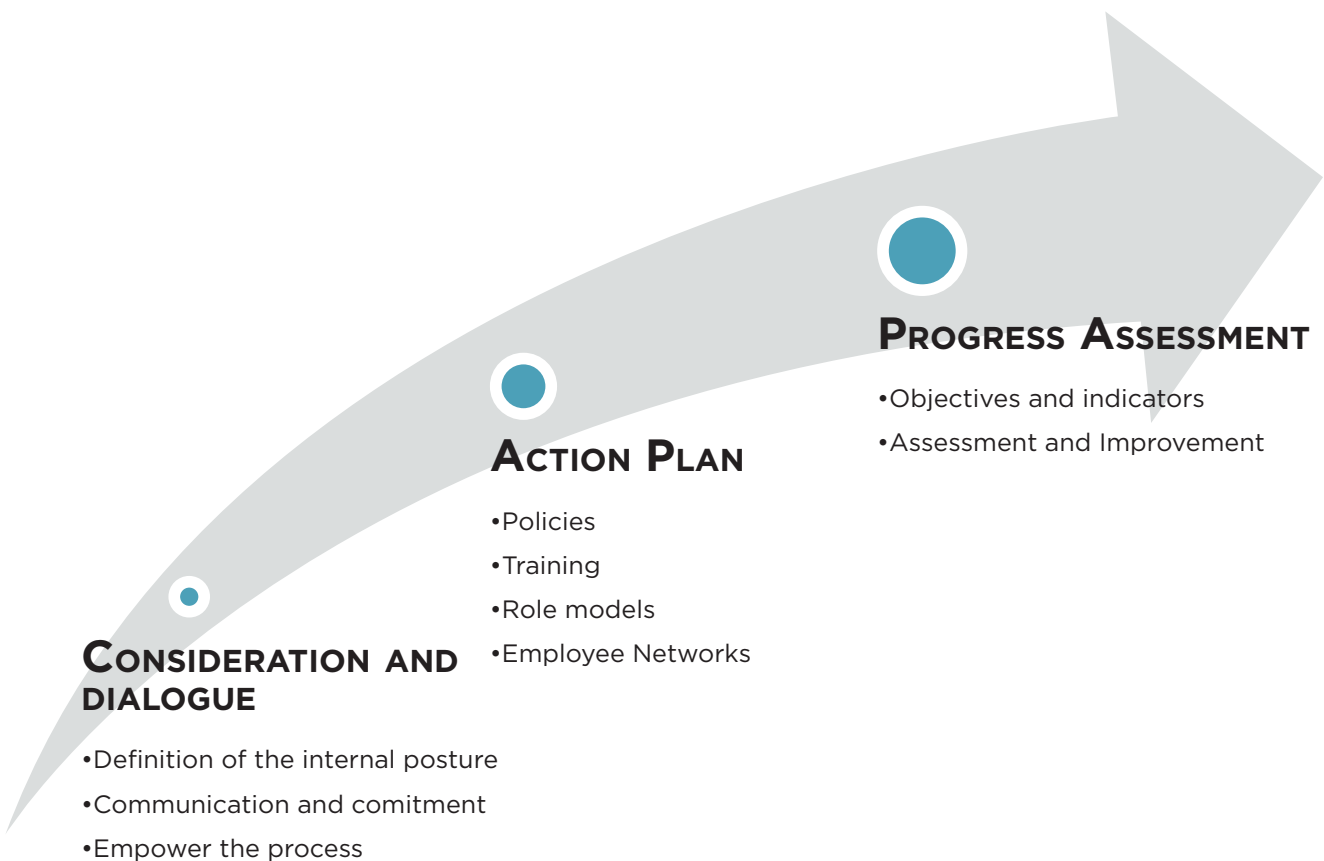 Consideration and
dialogue
•Definition of the internal posture
•Communication and comitment
•Empower the process
Action Plan
•Policies
•Training
•Role models
•Employee Networks
Progress Assessment
•Objectives and indicators
•Assessment and Improvement